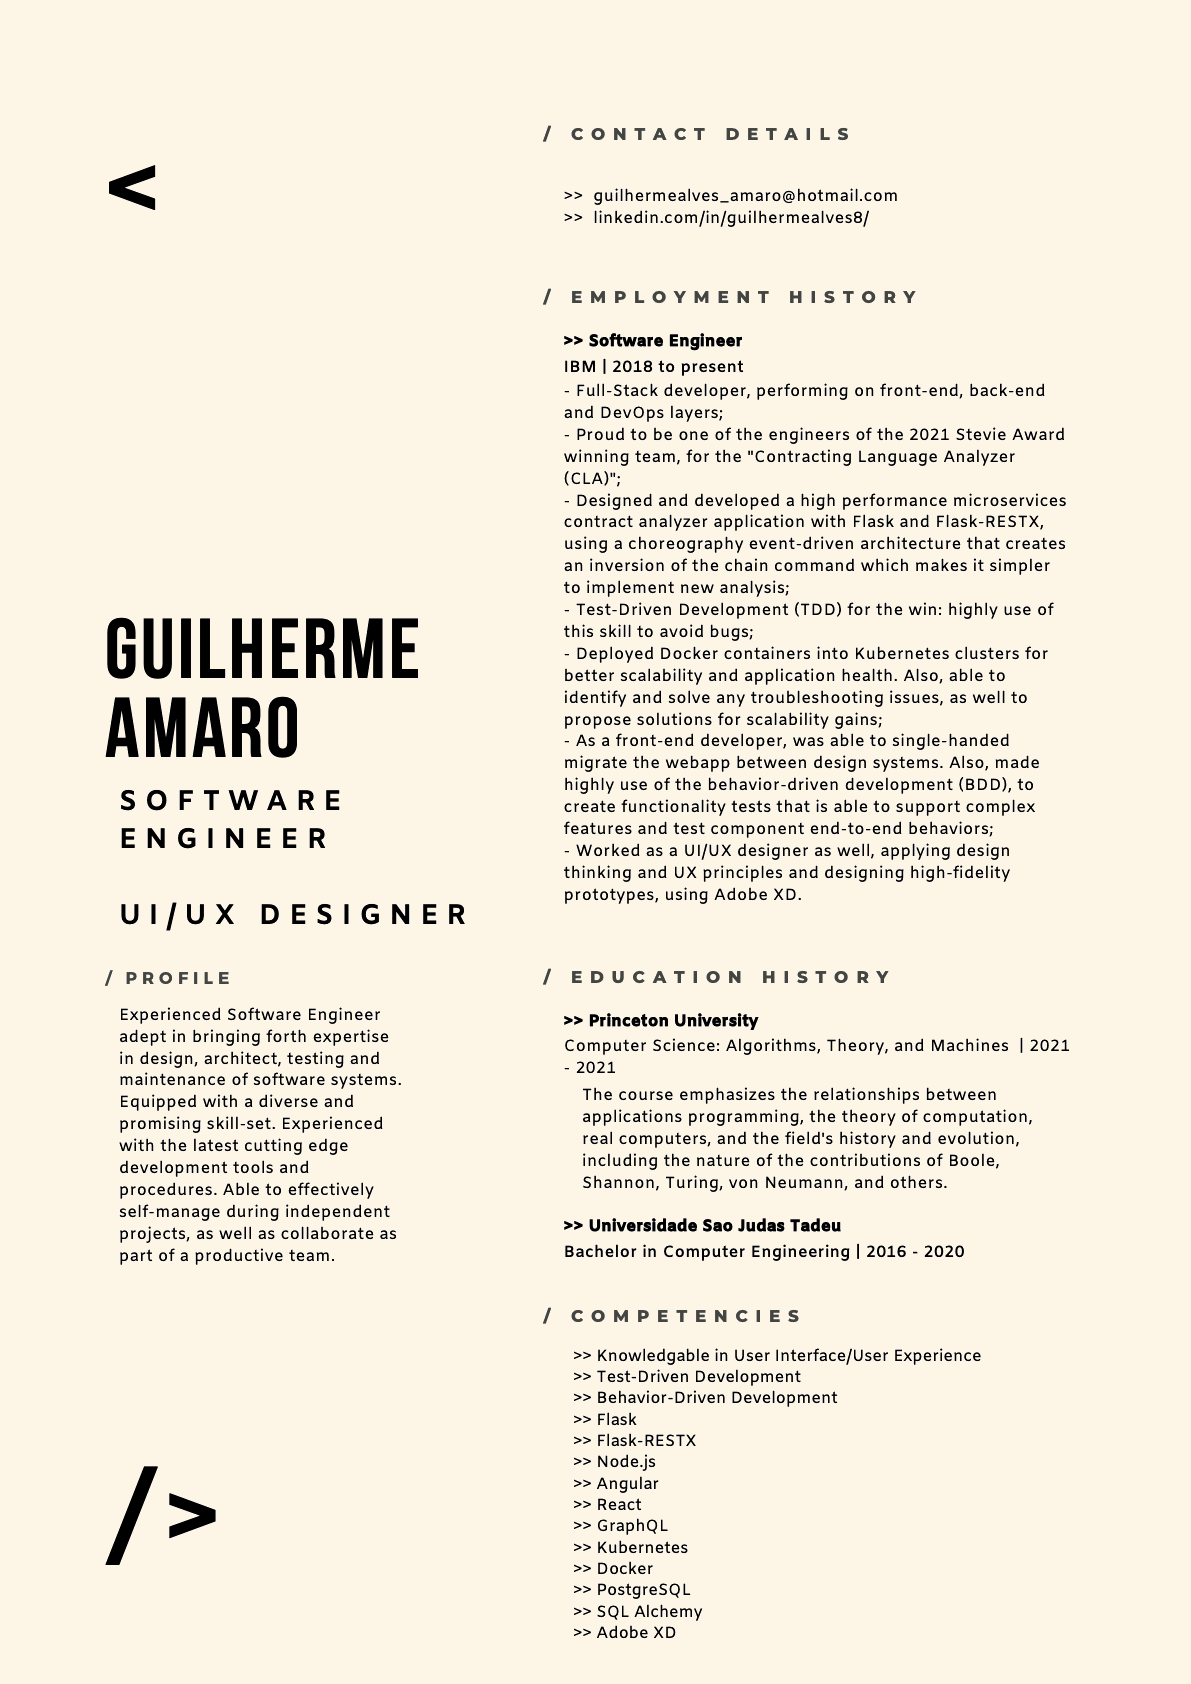 <
GUILHERME
AMARO
SOFTWARE
ENGINEER
UI/UX DESIGNER
/ PROFILE
Experienced Software Engineer
adept in bringing forth expertise
in design, architect, testing and
maintenance of software systems.
Equipped with a diverse and
promising skill-set. Experienced
with the latest cutting edge
development tools and
procedures. Able to effectively
self-manage during independent
projects, as well as collaborate as
part of a productive team.
/>
/ CONTACT DETAILS
>> guilhermealves_amaro@hotmail.com
>> linkedin.com/in/guilhermealves8/
/ EMPLOYMENT HISTORY
>> Software Engineer
IBM | 2018 to present
- Full-Stack developer, performing on front-end, back-end
and DevOps layers;
- Proud to be one of the engineers of the 2021 Stevie Award
winning team, for the "Contracting Language Analyzer
(CLA)";
- Designed and developed a high performance microservices
contract analyzer application with Flask and Flask-RESTX,
using a choreography event-driven architecture that creates
an inversion of the chain command which makes it simpler
to implement new analysis;
- Test-Driven Development (TDD) for the win: highly use of
this skill to avoid bugs;
- Deployed Docker containers into Kubernetes clusters for
better scalability and application health. Also, able to
identify and solve any troubleshooting issues, as well to
propose solutions for scalability gains;
- As a front-end developer, was able to single-handed
migrate the webapp between design systems. Also, made
highly use of the behavior-driven development (BDD), to
create functionality tests that is able to support complex
features and test component end-to-end behaviors;
- Worked as a UI/UX designer as well, applying design
thinking and UX principles and designing high-fidelity
prototypes, using Adobe XD.
/ EDUCATION HISTORY
>> Princeton University
Computer Science: Algorithms, Theory, and Machines | 2021
- 2021
The course emphasizes the relationships between
applications programming, the theory of computation,
real computers, and the field's history and evolution,
including the nature of the contributions of Boole,
Shannon, Turing, von Neumann, and others.
>> Universidade Sao Judas Tadeu
Bachelor in Computer Engineering | 2016 - 2020
/ COMPETENCIES
>> Knowledgable in User Interface/User Experience
>> Test-Driven Development
>> Behavior-Driven Development
>> Flask
>> Flask-RESTX
>> Node.js
>> Angular
>> React
>> GraphQL
>> Kubernetes
>> Docker
>> PostgreSQL
>> SQL Alchemy
>> Adobe XD